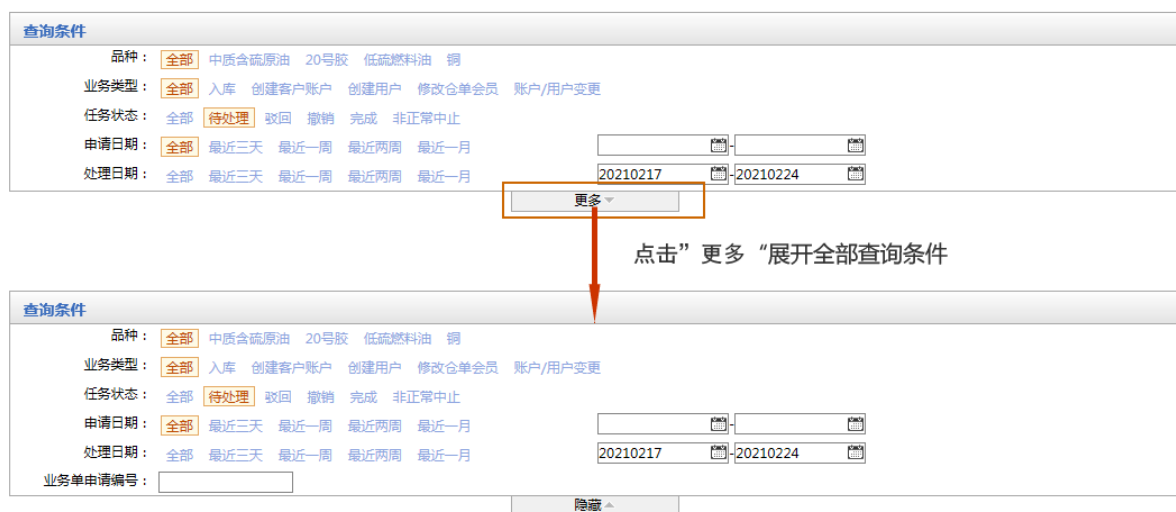 查询条件
品种： 全部 中质含硫原油 20号胶 低硫燃料油 铜
业务类型： 全部 入库 创建客户账户 创建用户 修改仓单会员 账户/用户变更
任务状态： 全部 待处理 驳回 撤销 完成 非正常中止
申请日期： 全部 最近三天 最近一周 最近两周 最近一月 -
处理日期： 全部 最近三天 最近一周 最近两周 最近一月 20210217 - 20210224
更多
点击”更多“展开全部查询条件
查询条件
品种： 全部 中质含硫原油 20号胶 低硫燃料油 铜
业务类型： 全部 入库 创建客户账户 创建用户 修改仓单会员 账户/用户变更
任务状态： 全部 待处理 驳回 撤销 完成 非正常中止
申请日期： 全部 最近三天 最近一周 最近两周 最近一月 -
处理日期： 全部 最近三天 最近一周 最近两周 最近一月 20210217 - 20210224
业务单申请编号：
隐藏